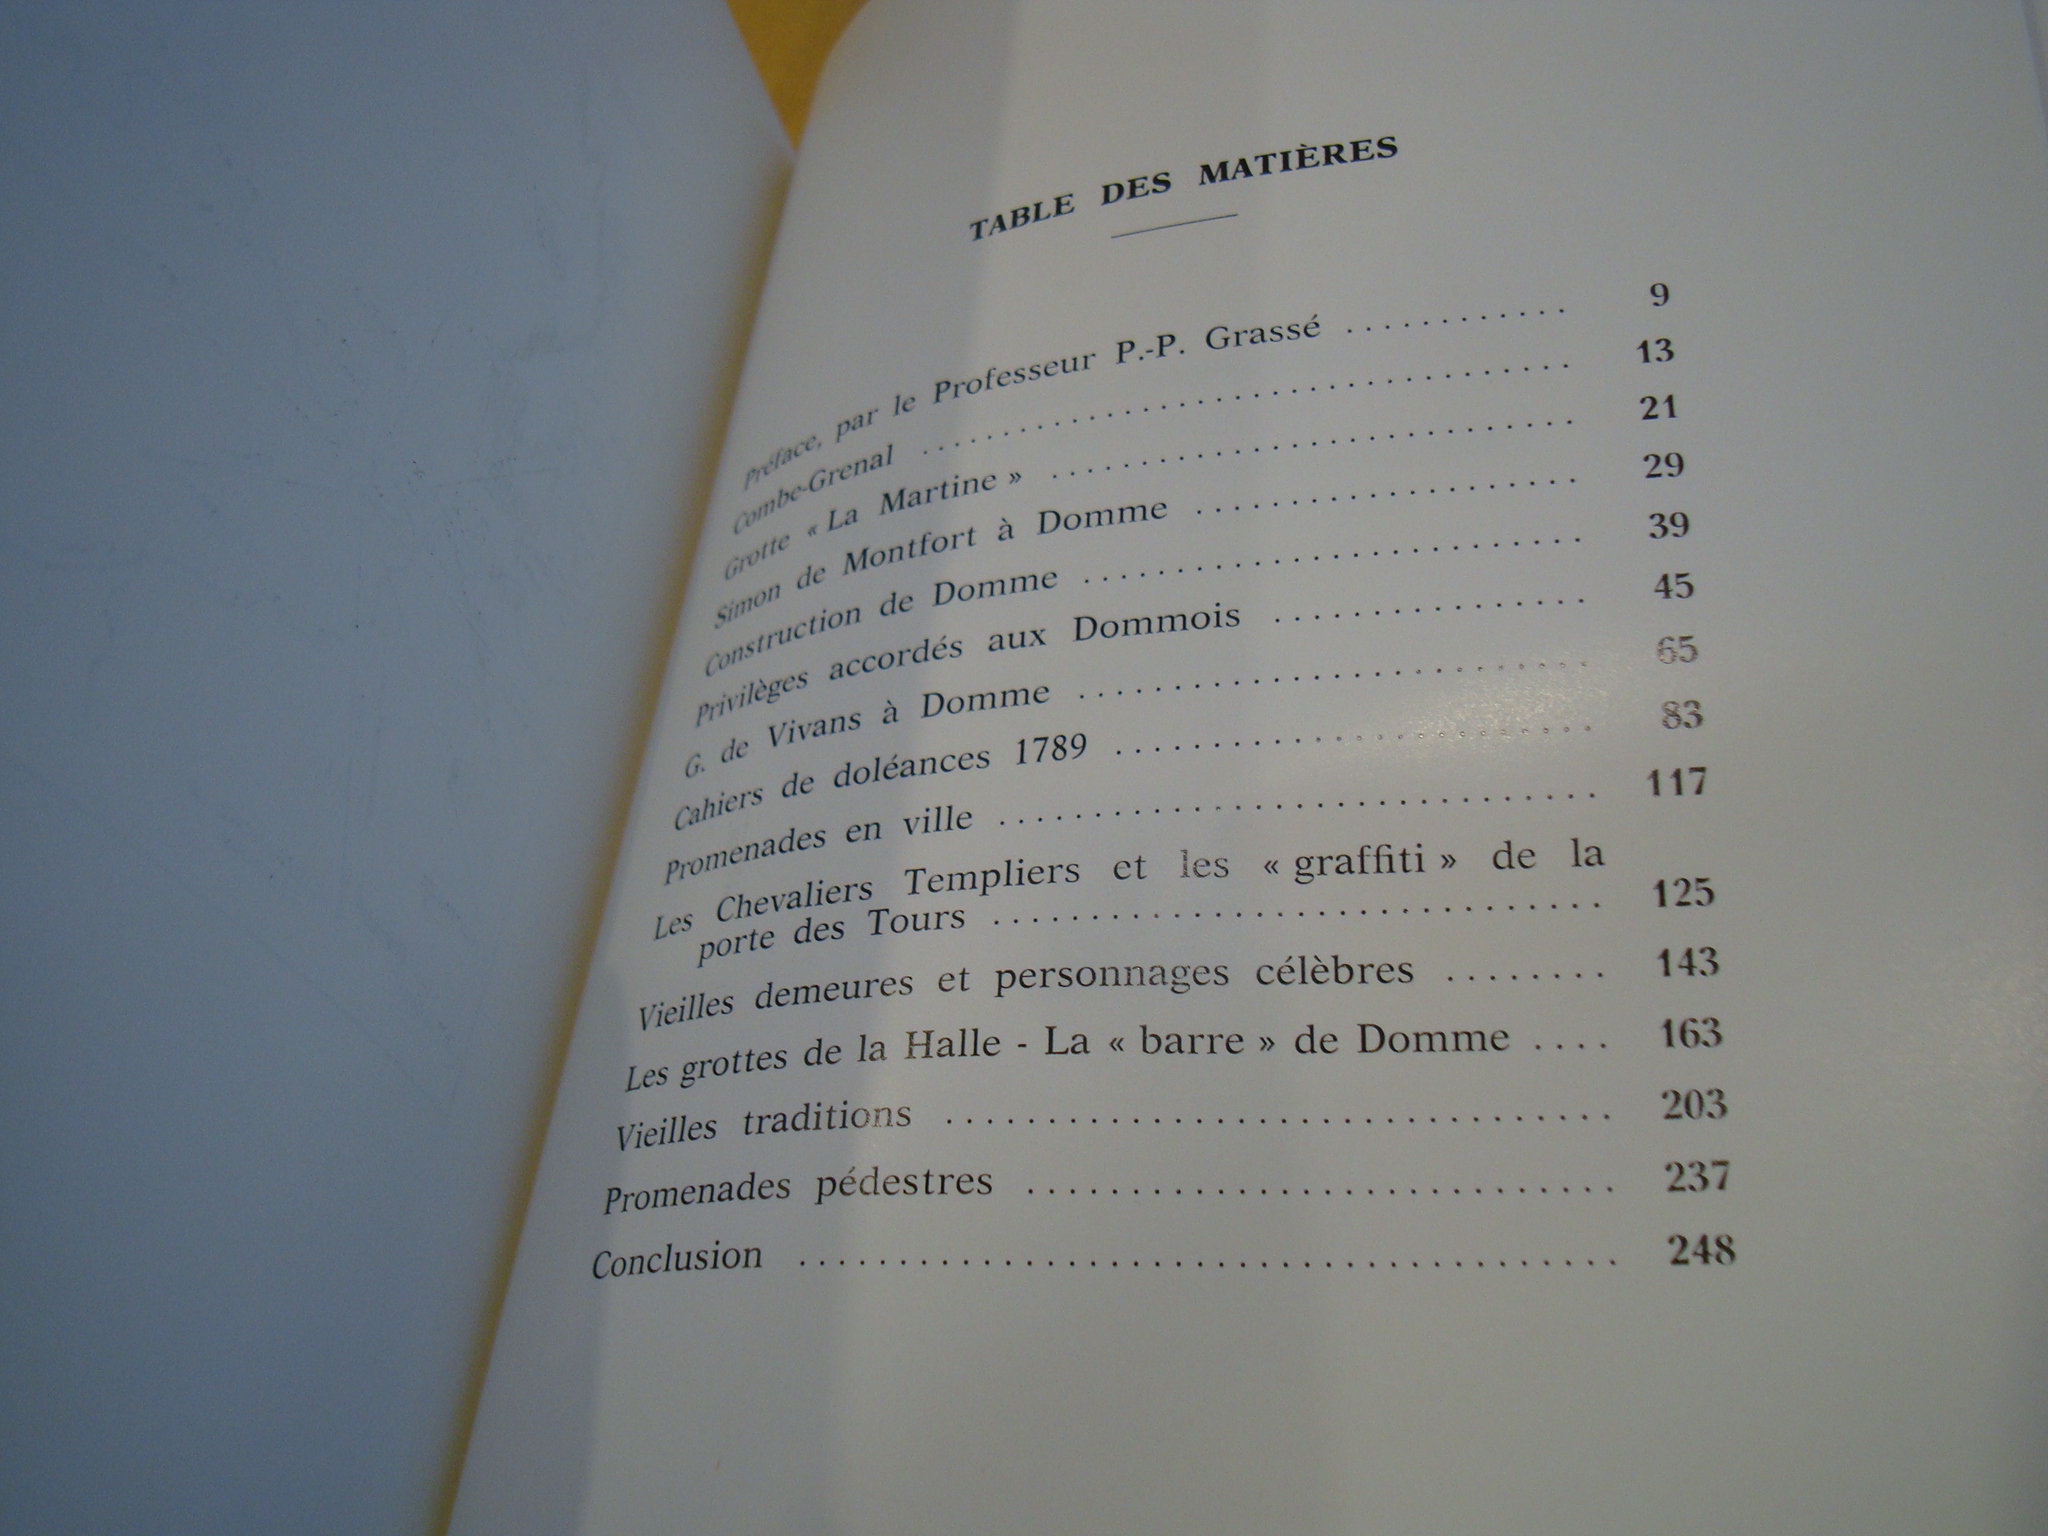 TABLE DES MATIÈRES
Préface, par le Professeur P.-P. Grassé ............ 9
Combe-Grenal .............................. 13
Grotte « La Martine » ........................ 21
Simon de Montfort à Domme .................. 29
Construction de Domme ...................... 39
Privilèges accordés aux Dommois ................ 45
G. de Vivans à Domme ........................ 65
Cahiers de doléances 1789 ...................... 83
Promenades en ville ............................ 117
Les Chevaliers Templiers et les « graffiti » de la
porte des Tours .............................. 125
Vieilles demeures et personnages célèbres ........ 143
Les grottes de la Halle - La « barre » de Domme .... 163
Vieilles traditions .............................. 203
Promenades pédestres .......................... 237
Conclusion .................................... 248